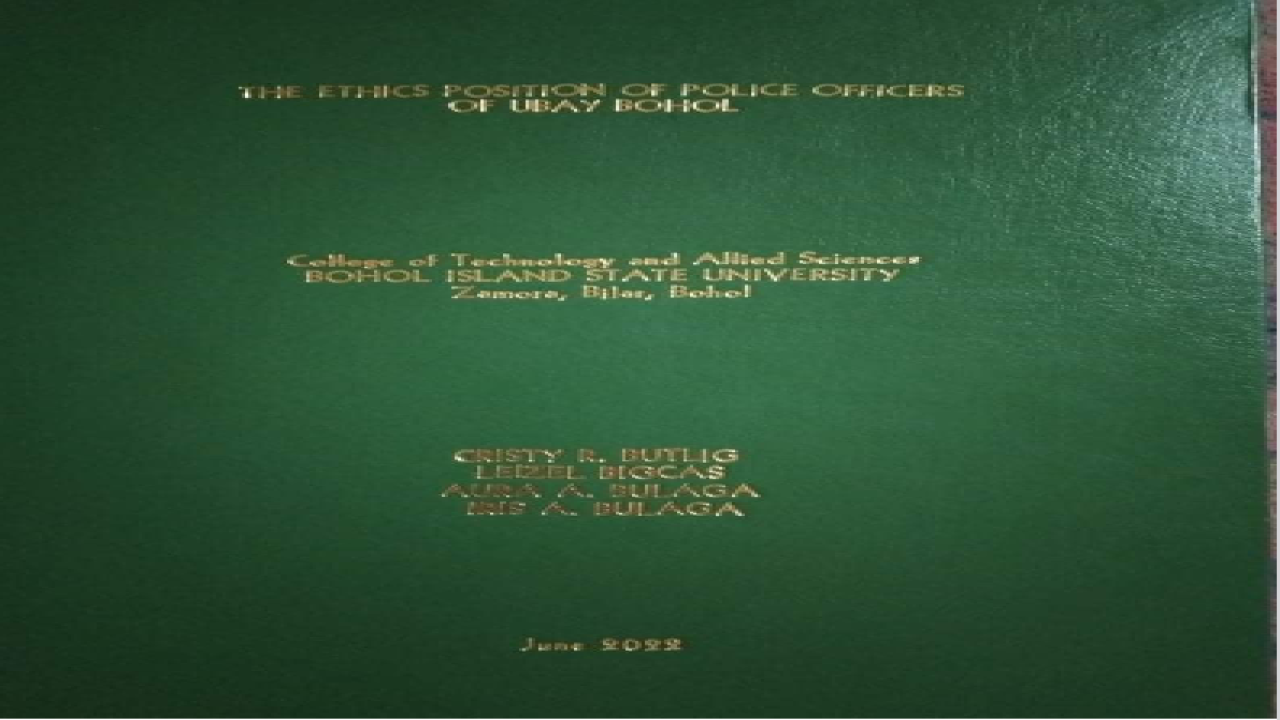 THE ETHICS POSITION OF POLICE OFFICERS
OF UBAY BOHOL
College of Technology and Allied Sciences
BOHOL ISLAND STATE UNIVERSITY
Zamora, Bilar, Bohol
CRISTY R. BUTLIG
LEIZEL BIGCAS
AURA A. BULAGA
IRIS A. BULAGA
June 2022